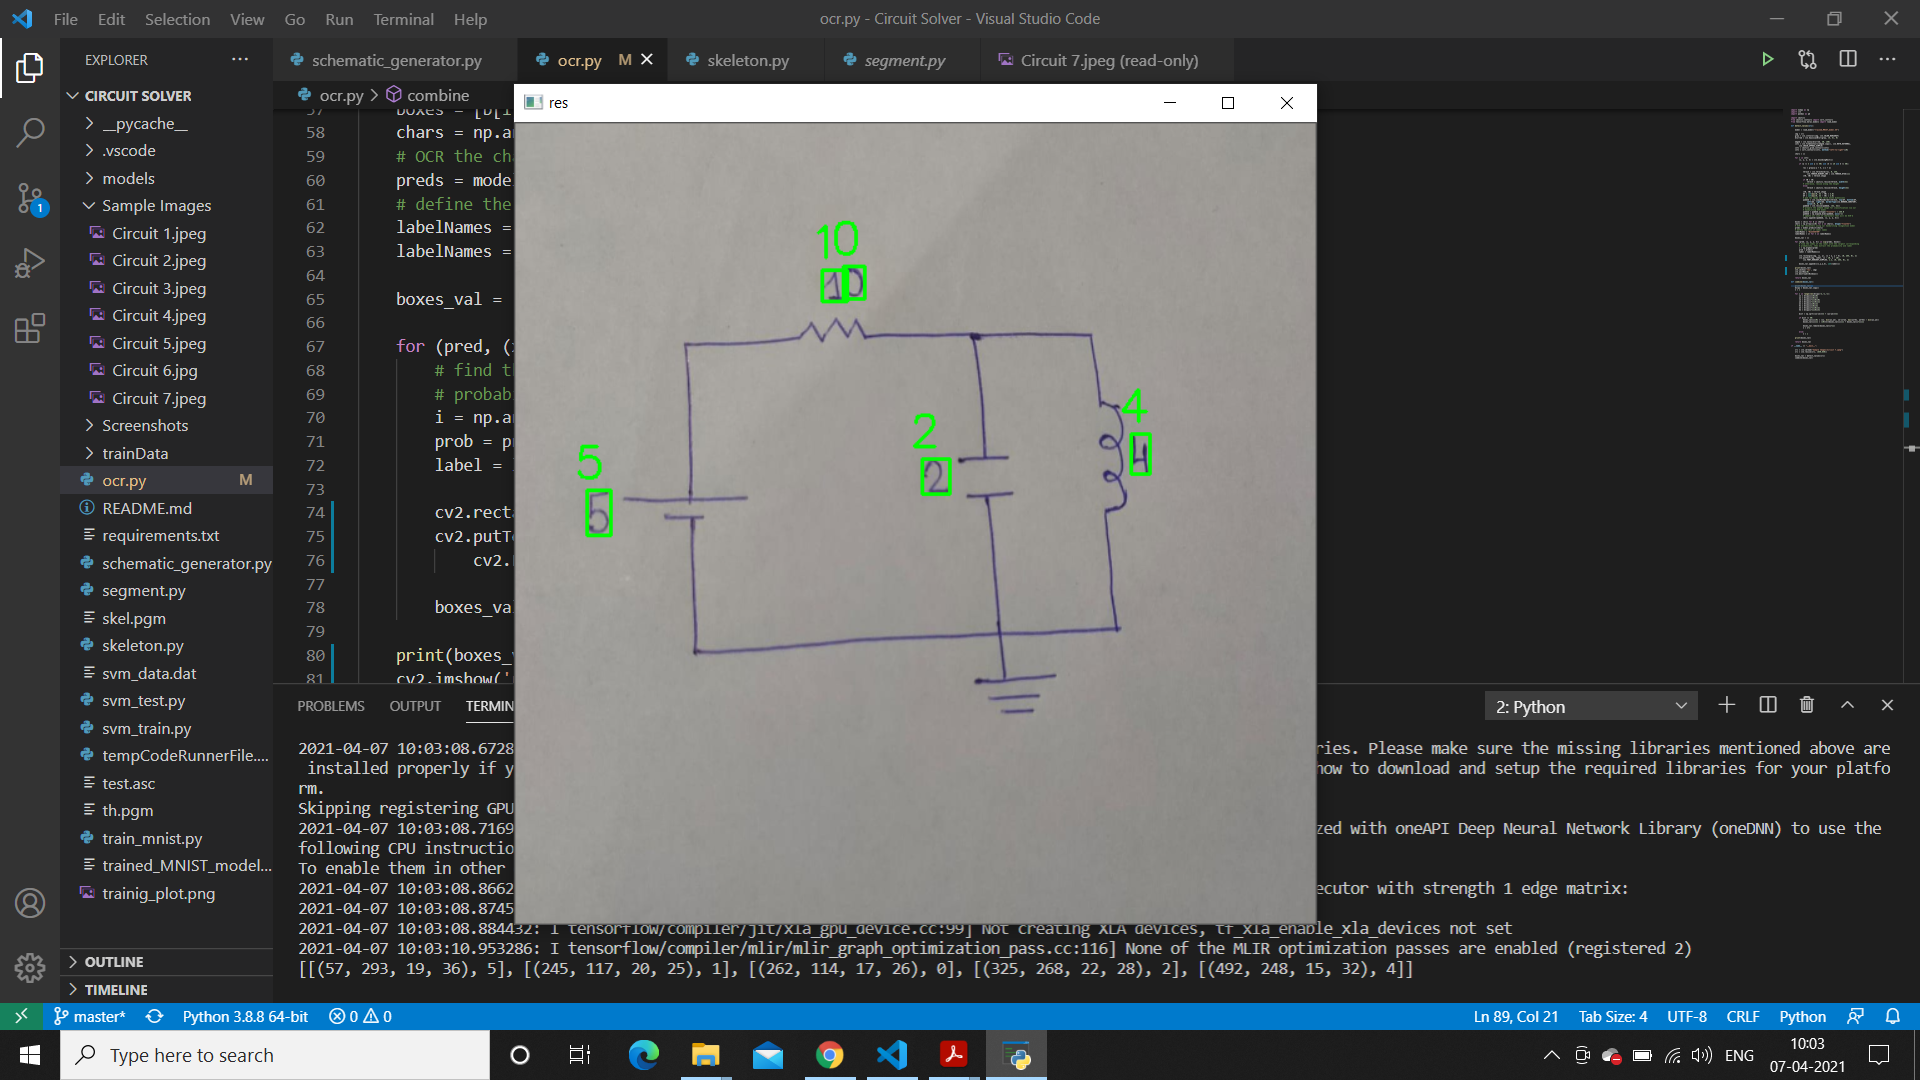 File Edit Selection View Go Run Terminal Help
ocr.py - Circuit Solver - Visual Studio Code
EXPLORER
schematic_generator.py
ocr.py M
skeleton.py
segment.py
Circuit 7.jpeg (read-only)
CIRCUIT SOLVER
__pycache__
.vscode
models
Sample Images
Circuit 1.jpeg
Circuit 2.jpeg
Circuit 3.jpeg
Circuit 4.jpeg
Circuit 5.jpeg
Circuit 6.jpg
Circuit 7.jpeg
Screenshots
trainData
ocr.py M
README.md
requirements.txt
schematic_generator.py
segment.py
skel.pgm
skeleton.py
svm_data.dat
svm_test.py
svm_train.py
tempCodeRunnerFile....
test.asc
th.pgm
train_mnist.py
trained_MNIST_model...
trainig_plot.png
OUTLINE
TIMELINE
1
ocr.py > combine
57 boxes = [b[1
58 chars = np.ar
59 # OCR the ch
60 preds = mode
61 # define the
62 labelNames =
63 labelNames =
64
65 boxes_val =
66
67 for (pred, (
68 # find t
69 # probab
70 i = np.a
71 prob = p
72 label =
73
74 cv2.rect
75 cv2.putT
76 cv2.
77
78 boxes_va
79
80 print(boxes_
81 cv2.imshow('
res
10
10
4
4
2
2
5
5
PROBLEMS OUTPUT TERMIN
2: Python
2021-04-07 10:03:08.6728 ries. Please make sure the missing libraries mentioned above are
installed properly if y how to download and setup the required libraries for your platfo
rm.
Skipping registering GPU
2021-04-07 10:03:08.7169 zed with oneAPI Deep Neural Network Library (oneDNN) to use the
following CPU instructio
To enable them in other
2021-04-07 10:03:08.8662 ecutor with strength 1 edge matrix:
2021-04-07 10:03:08.8745
2021-04-07 10:03:08.884432: I tensorflow/compiler/jit/xla_gpu_device.cc:99] Not creating XLA devices, tf_xla_enable_xla_devices not set
2021-04-07 10:03:10.953286: I tensorflow/compiler/mlir/mlir_graph_optimization_pass.cc:116] None of the MLIR optimization passes are enabled (registered 2)
[[(57, 293, 19, 36), 5], [(245, 117, 20, 25), 1], [(262, 114, 17, 26), 0], [(325, 268, 22, 28), 2], [(492, 248, 15, 32), 4]]
master* Python 3.8.8 64-bit 0 0
Ln 89, Col 21 Tab Size: 4 UTF-8 CRLF Python
Type here to search
ENG
10:03
07-04-2021